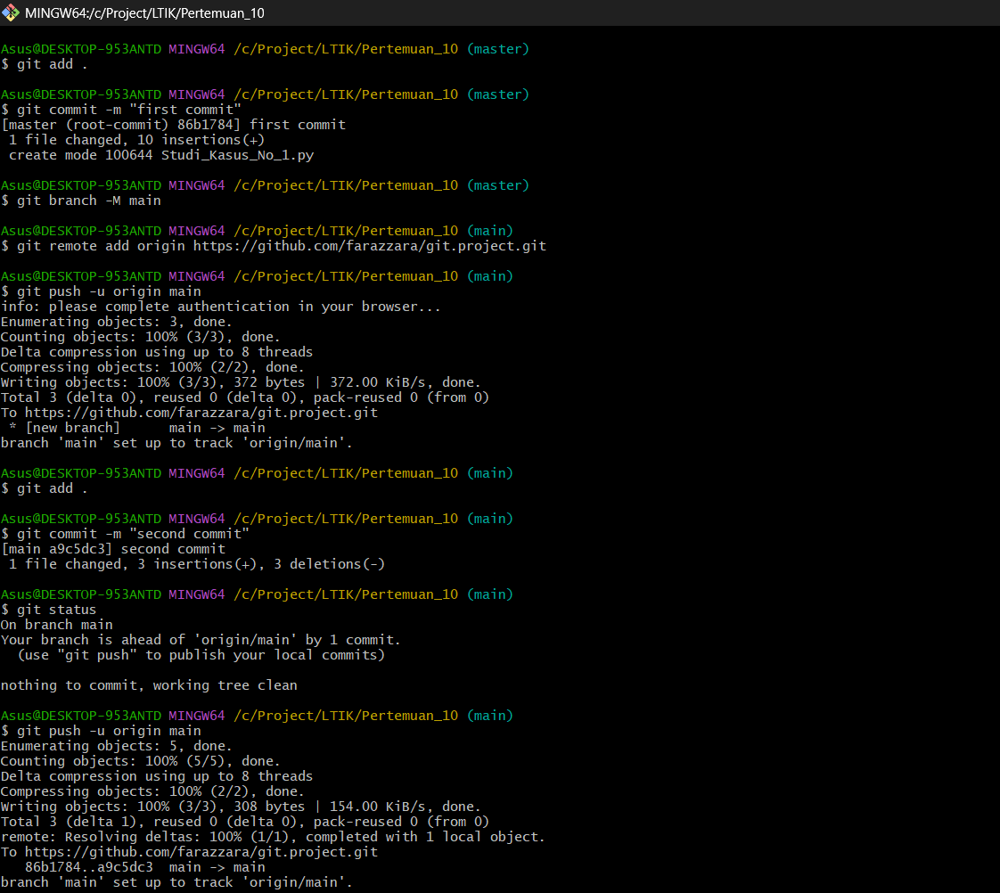 MINGW64:/c/Project/LTIK/Pertemuan_10
Asus@DESKTOP-953ANTD MINGW64 /c/Project/LTIK/Pertemuan_10 (master)
$ git add .
Asus@DESKTOP-953ANTD MINGW64 /c/Project/LTIK/Pertemuan_10 (master)
$ git commit -m "first commit"
[master (root-commit) 86b1784] first commit
 1 file changed, 10 insertions(+)
 create mode 100644 Studi_Kasus_No_1.py
Asus@DESKTOP-953ANTD MINGW64 /c/Project/LTIK/Pertemuan_10 (master)
$ git branch -M main
Asus@DESKTOP-953ANTD MINGW64 /c/Project/LTIK/Pertemuan_10 (main)
$ git remote add origin https://github.com/farazzara/git.project.git
Asus@DESKTOP-953ANTD MINGW64 /c/Project/LTIK/Pertemuan_10 (main)
$ git push -u origin main
info: please complete authentication in your browser...
Enumerating objects: 3, done.
Counting objects: 100% (3/3), done.
Delta compression using up to 8 threads
Compressing objects: 100% (2/2), done.
Writing objects: 100% (3/3), 372 bytes | 372.00 KiB/s, done.
Total 3 (delta 0), reused 0 (delta 0), pack-reused 0 (from 0)
To https://github.com/farazzara/git.project.git
 * [new branch]      main -> main
branch 'main' set up to track 'origin/main'.
Asus@DESKTOP-953ANTD MINGW64 /c/Project/LTIK/Pertemuan_10 (main)
$ git add .
Asus@DESKTOP-953ANTD MINGW64 /c/Project/LTIK/Pertemuan_10 (main)
$ git commit -m "second commit"
[main a9c5dc3] second commit
 1 file changed, 3 insertions(+), 3 deletions(-)
Asus@DESKTOP-953ANTD MINGW64 /c/Project/LTIK/Pertemuan_10 (main)
$ git status
On branch main
Your branch is ahead of 'origin/main' by 1 commit.
  (use "git push" to publish your local commits)
nothing to commit, working tree clean
Asus@DESKTOP-953ANTD MINGW64 /c/Project/LTIK/Pertemuan_10 (main)
$ git push -u origin main
Enumerating objects: 5, done.
Counting objects: 100% (5/5), done.
Delta compression using up to 8 threads
Compressing objects: 100% (2/2), done.
Writing objects: 100% (3/3), 308 bytes | 154.00 KiB/s, done.
Total 3 (delta 1), reused 0 (delta 0), pack-reused 0 (from 0)
remote: Resolving deltas: 100% (1/1), completed with 1 local object.
To https://github.com/farazzara/git.project.git
   86b1784..a9c5dc3  main -> main
branch 'main' set up to track 'origin/main'.